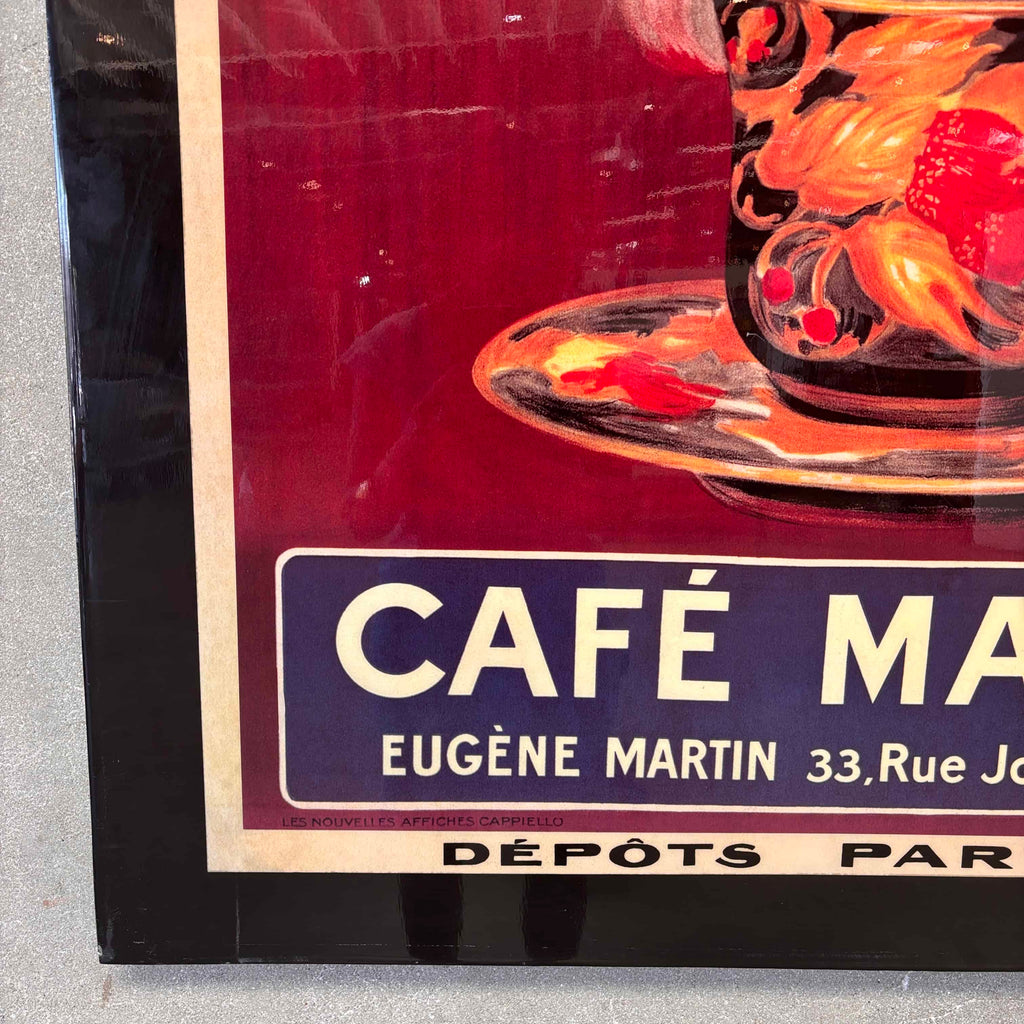 CAFÉ MA
EUGÈNE MARTIN 33, Rue Jo
LES NOUVELLES AFFICHES CAPPIELLO
DÉPÔTS PAR